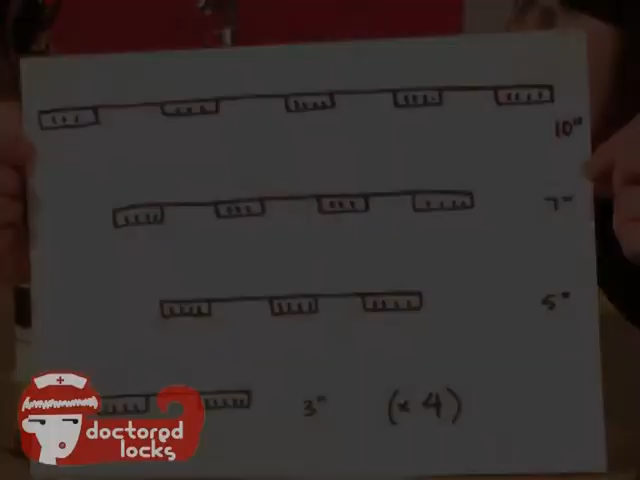 10"
7"
5"
3" (x 4)
doctored
locks